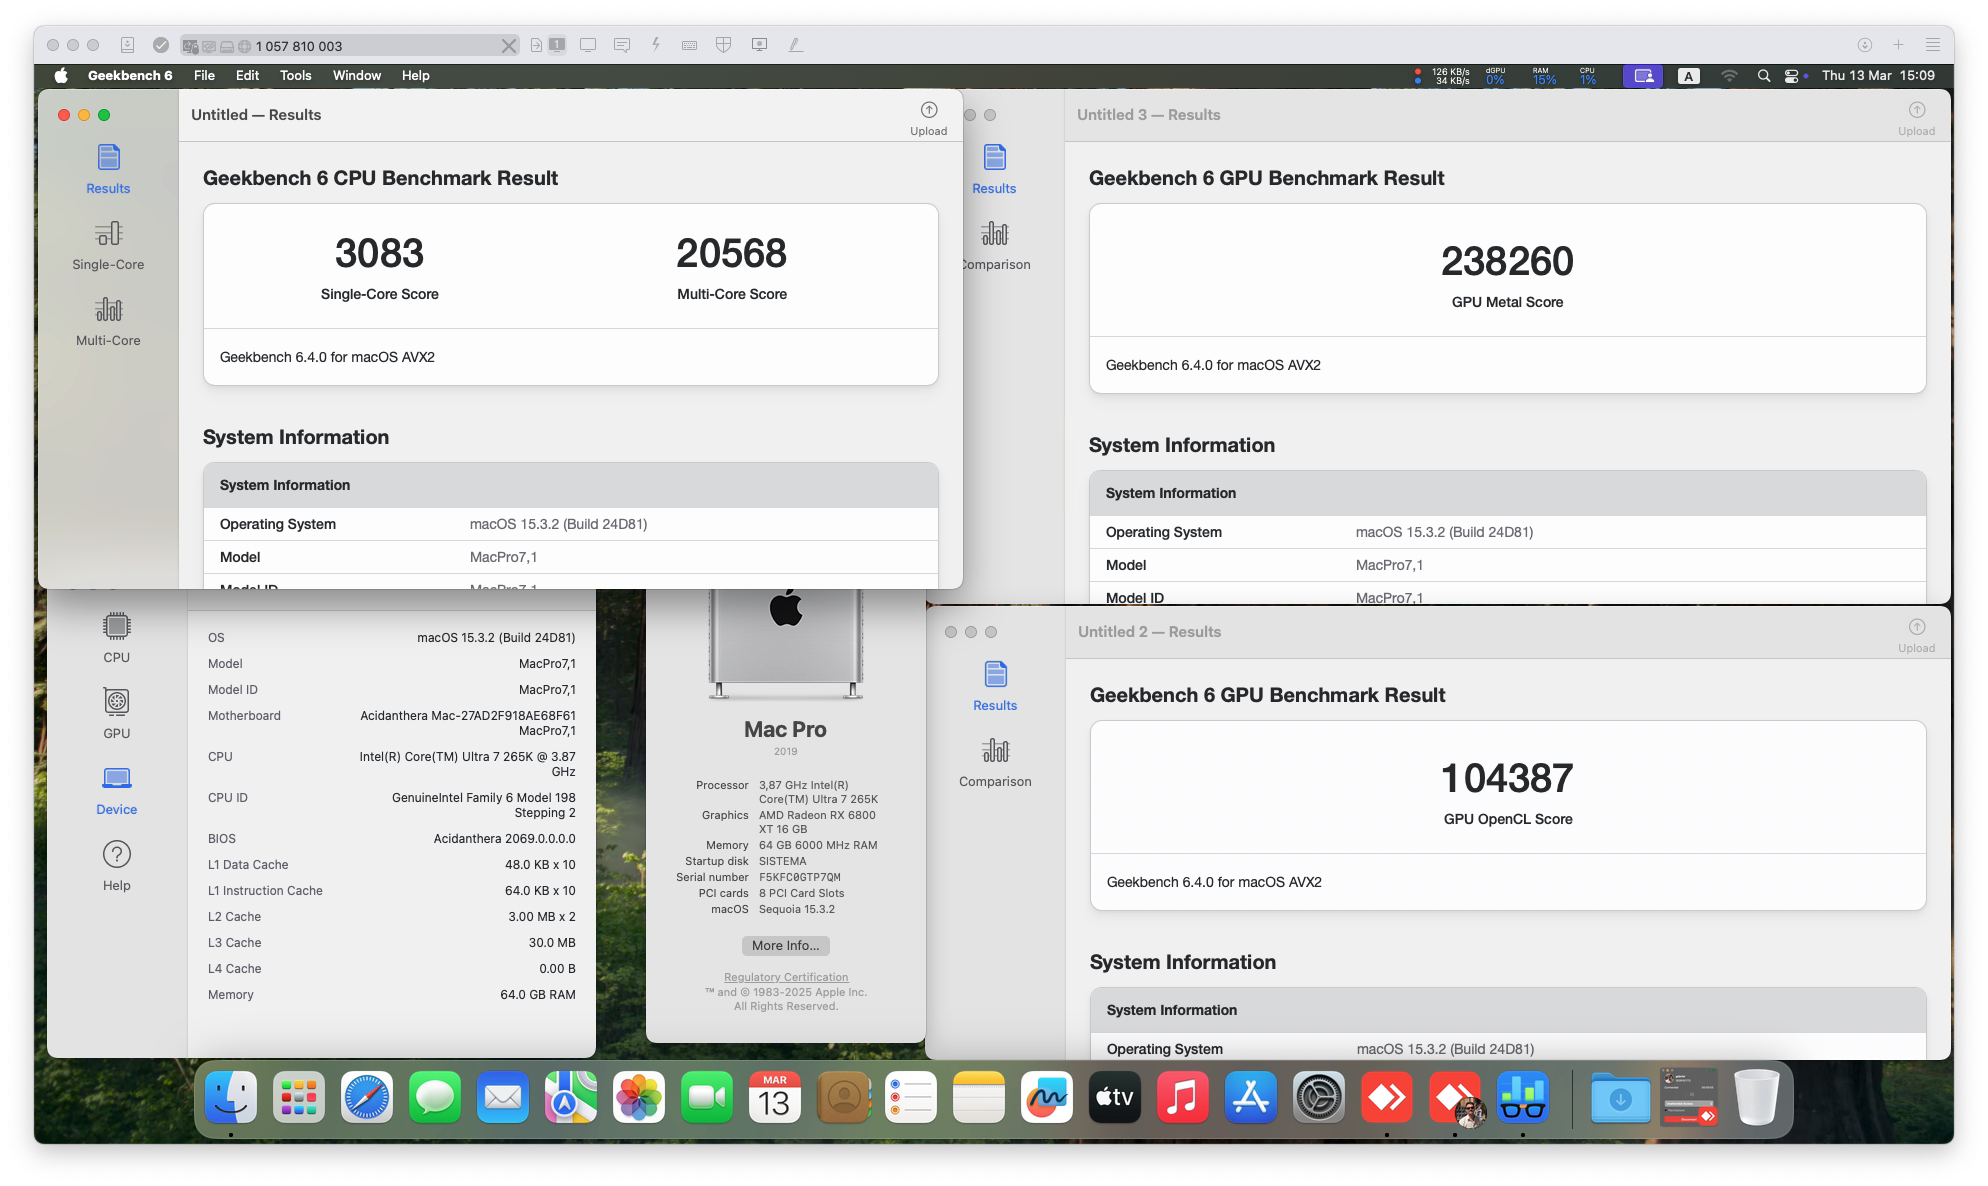 1 057 810 003
1
Geekbench 6 File Edit Tools Window Help
126 KB/s
34 KB/s
dGPU
0%
RAM
15%
CPU
1%
A
Thu 13 Mar 15:09
Untitled — Results
Upload
Results
Single-Core
Multi-Core
Geekbench 6 CPU Benchmark Result
3083
Single-Core Score
20568
Multi-Core Score
Geekbench 6.4.0 for macOS AVX2
System Information
System Information
Operating System macOS 15.3.2 (Build 24D81)
Model MacPro7,1
Model ID MacPro7,1
Untitled 3 — Results
Upload
Results
Comparison
Geekbench 6 GPU Benchmark Result
238260
GPU Metal Score
Geekbench 6.4.0 for macOS AVX2
System Information
System Information
Operating System macOS 15.3.2 (Build 24D81)
Model MacPro7,1
Model ID MacPro7,1
CPU
GPU
Device
Help
OS macOS 15.3.2 (Build 24D81)
Model MacPro7,1
Model ID MacPro7,1
Motherboard Acidanthera Mac-27AD2F918AE68F61
MacPro7,1
CPU Intel(R) Core(TM) Ultra 7 265K @ 3.87
GHz
CPU ID GenuineIntel Family 6 Model 198
Stepping 2
BIOS Acidanthera 2069.0.0.0.0
L1 Data Cache 48.0 KB x 10
L1 Instruction Cache 64.0 KB x 10
L2 Cache 3.00 MB x 2
L3 Cache 30.0 MB
L4 Cache 0.00 B
Memory 64.0 GB RAM
Mac Pro
2019
Processor 3,87 GHz Intel(R)
Core(TM) Ultra 7 265K
Graphics AMD Radeon RX 6800
XT 16 GB
Memory 64 GB 6000 MHz RAM
Startup disk SISTEMA
Serial number F5KFC0GTP7QM
PCI cards 8 PCI Card Slots
macOS Sequoia 15.3.2
More Info...
Regulatory Certification
™ and © 1983-2025 Apple Inc.
All Rights Reserved.
Untitled 2 — Results
Upload
Results
Comparison
Geekbench 6 GPU Benchmark Result
104387
GPU OpenCL Score
Geekbench 6.4.0 for macOS AVX2
System Information
System Information
Operating System macOS 15.3.2 (Build 24D81)
MAR
13
tv